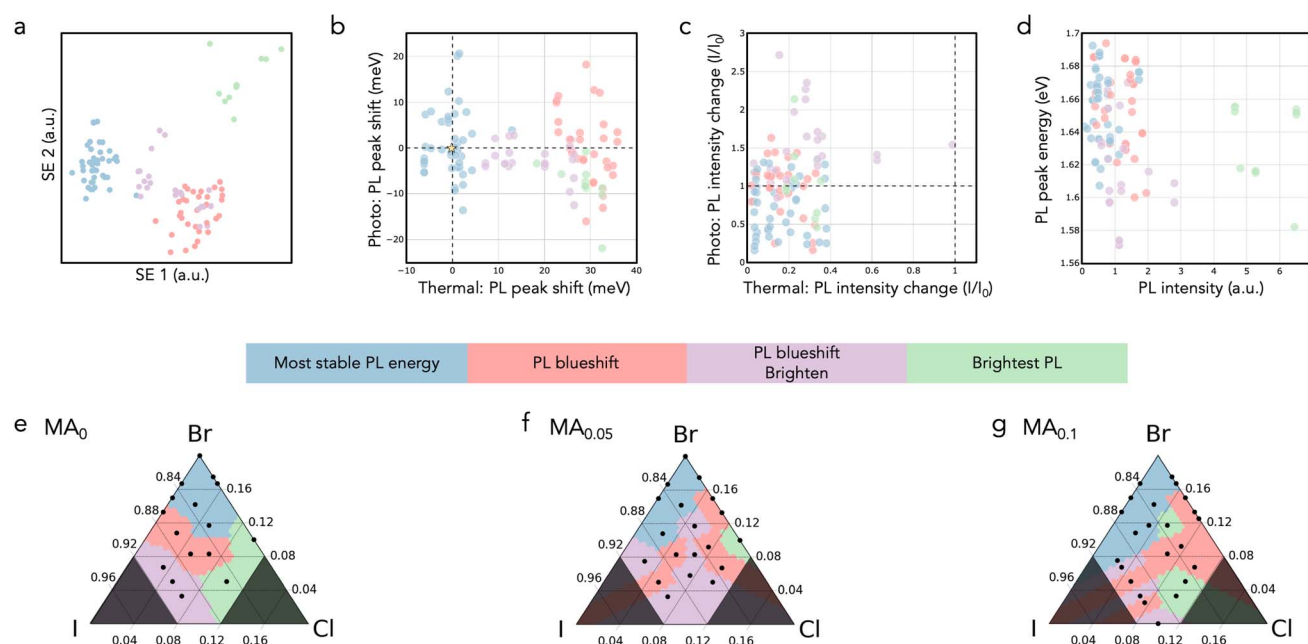 a
SE 2 (a.u.)
SE 1 (a.u.)
b
Photo: PL peak shift (meV)
20
10
0
−10
−20
−10
0
10
20
30
40
Thermal: PL peak shift (meV)
c
Photo: PL intensity change (I/I0)
3
2.5
2
1.5
1
0.5
0
0
0.2
0.4
0.6
0.8
1
Thermal: PL intensity change (I/I0)
d
PL peak energy (eV)
1.7
1.68
1.66
1.64
1.62
1.6
1.58
1.56
0
1
2
3
4
5
6
PL intensity (a.u.)
Most stable PL energy
PL blueshift
PL blueshift
Brighten
Brightest PL
e MA0
Br
0.84
0.16
0.88
0.12
0.92
0.08
0.96
0.04
I
Cl
0.04 0.08 0.12 0.16
f MA0.05
Br
0.84
0.16
0.88
0.12
0.92
0.08
0.96
0.04
I
Cl
0.04 0.08 0.12 0.16
g MA0.1
Br
0.84
0.16
0.88
0.12
0.92
0.08
0.96
0.04
I
Cl
0.04 0.08 0.12 0.16